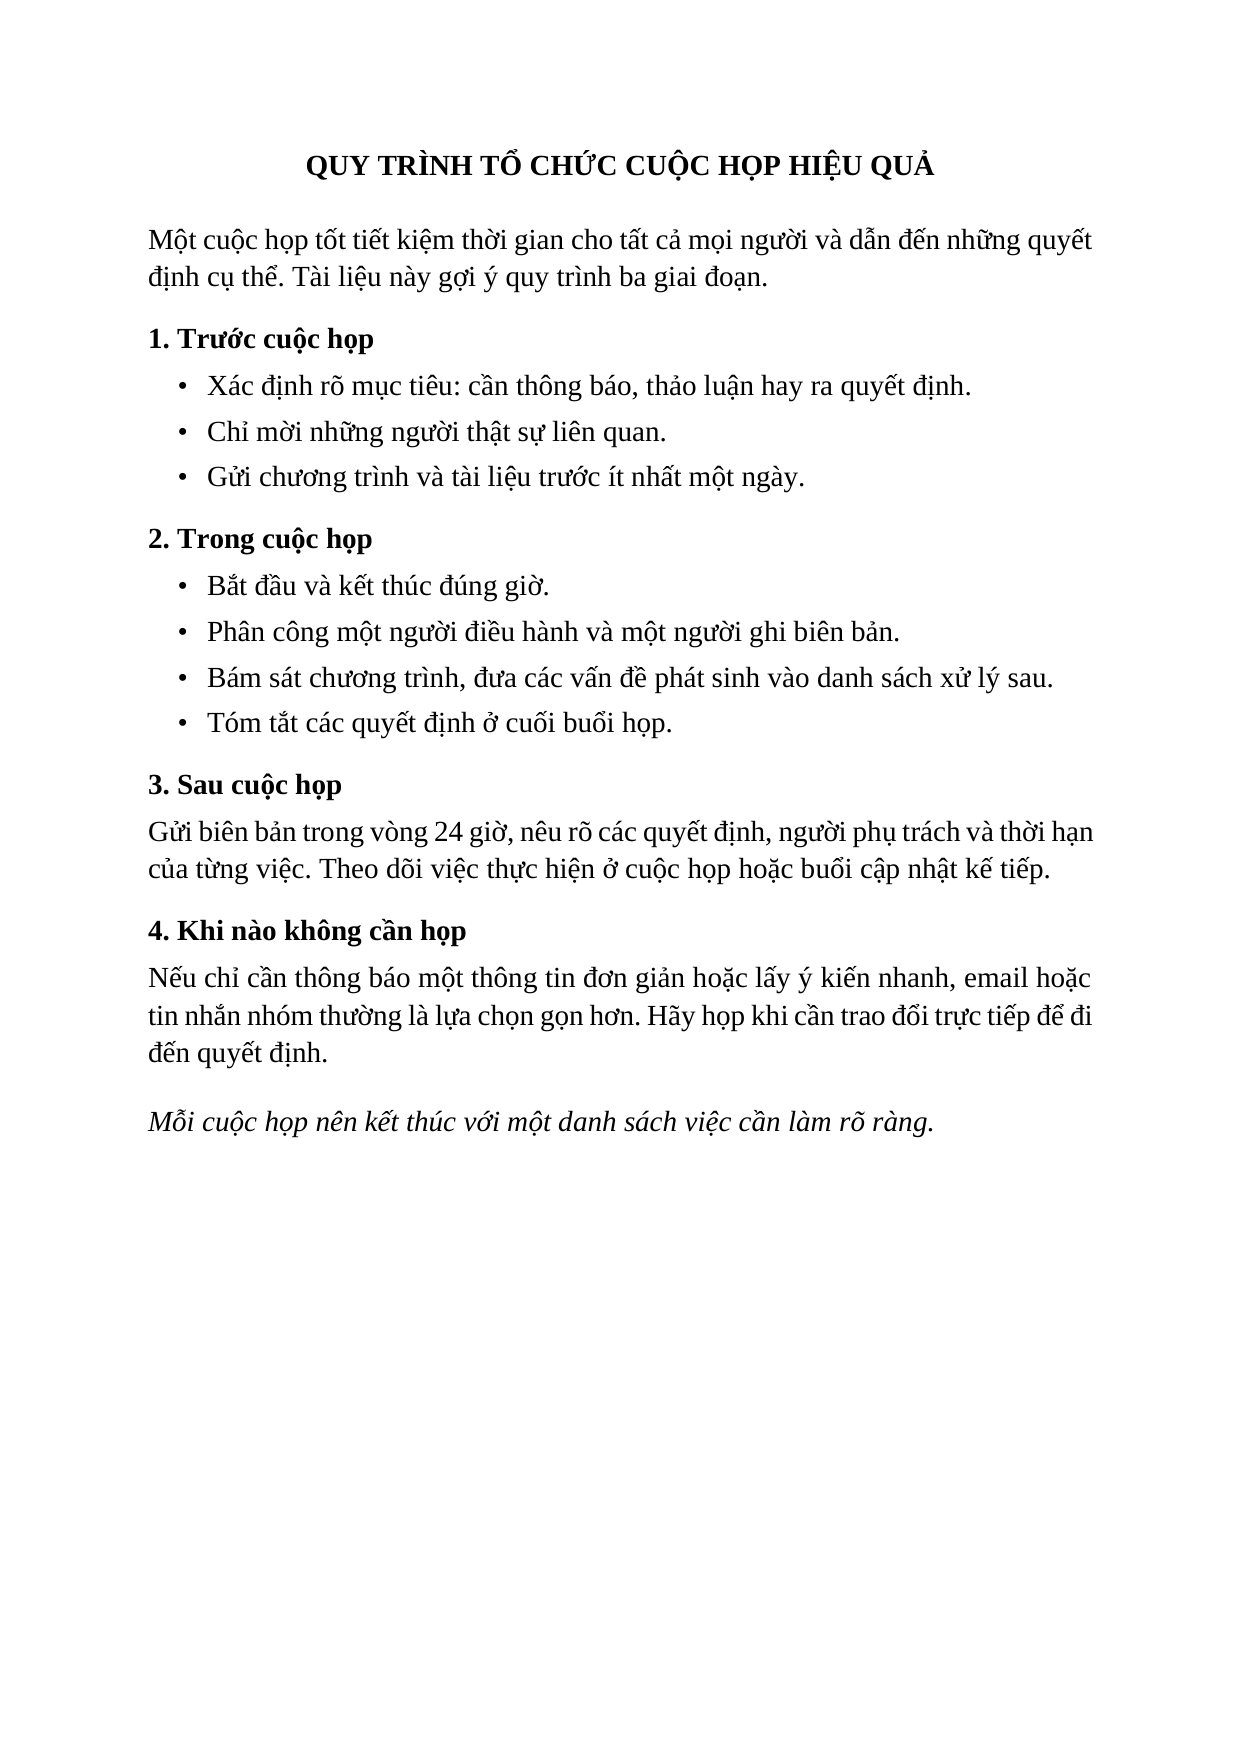 QUY TRÌNH TỔ CHỨC CUỘC HỌP HIỆU QUẢ
Một cuộc họp tốt tiết kiệm thời gian cho tất cả mọi người và dẫn đến những quyết
định cụ thể. Tài liệu này gợi ý quy trình ba giai đoạn.
1. Trước cuộc họp
• Xác định rõ mục tiêu: cần thông báo, thảo luận hay ra quyết định.
• Chỉ mời những người thật sự liên quan.
• Gửi chương trình và tài liệu trước ít nhất một ngày.
2. Trong cuộc họp
• Bắt đầu và kết thúc đúng giờ.
• Phân công một người điều hành và một người ghi biên bản.
• Bám sát chương trình, đưa các vấn đề phát sinh vào danh sách xử lý sau.
• Tóm tắt các quyết định ở cuối buổi họp.
3. Sau cuộc họp
Gửi biên bản trong vòng 24 giờ, nêu rõ các quyết định, người phụ trách và thời hạn
của từng việc. Theo dõi việc thực hiện ở cuộc họp hoặc buổi cập nhật kế tiếp.
4. Khi nào không cần họp
Nếu chỉ cần thông báo một thông tin đơn giản hoặc lấy ý kiến nhanh, email hoặc
tin nhắn nhóm thường là lựa chọn gọn hơn. Hãy họp khi cần trao đổi trực tiếp để đi
đến quyết định.
Mỗi cuộc họp nên kết thúc với một danh sách việc cần làm rõ ràng.